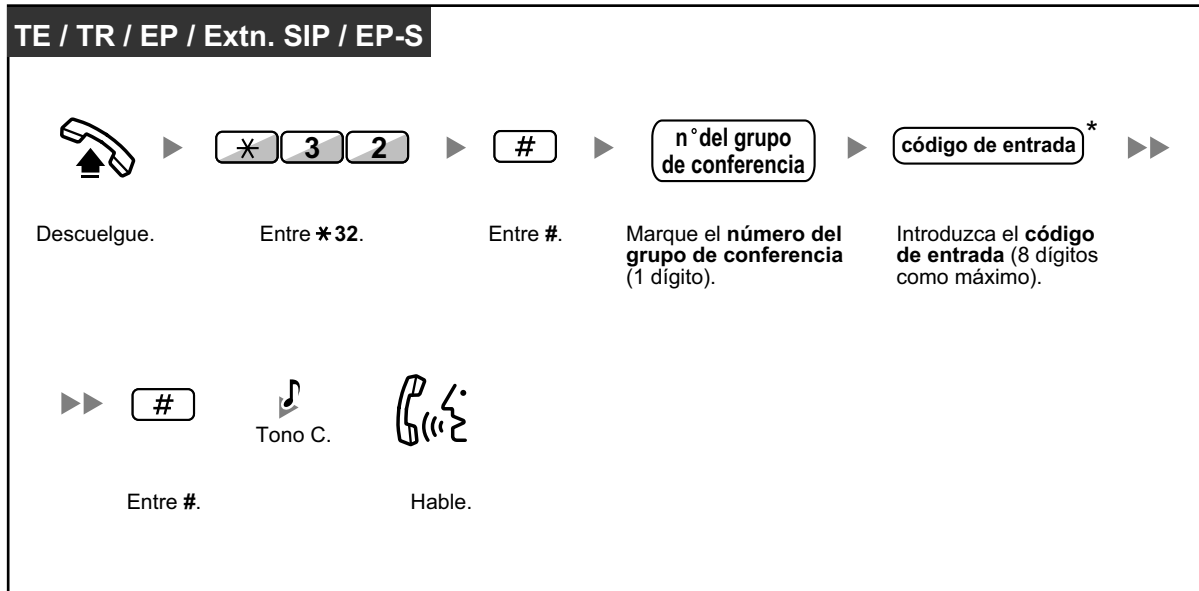 TE / TR / EP / Extn. SIP / EP-S
✳ 3 2 # n°del grupo de conferencia código de entrada *
Descuelgue. Entre ✳32. Entre #. Marque el número del Introduzca el código
grupo de conferencia de entrada (8 dígitos
(1 dígito). como máximo).
#
Tono C.
Entre #. Hable.